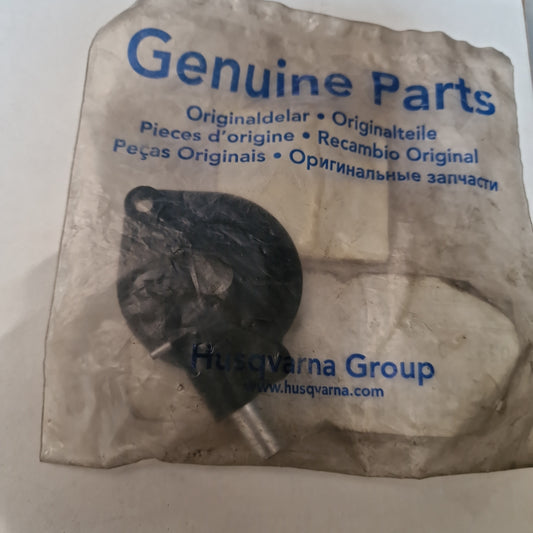 Genuine Parts
Originaldelar • Originalteile
Pieces d'origine • Recambio Original
Peças Originais • Оригинальные запчасти
Husqvarna Group
www.husqvarna.com